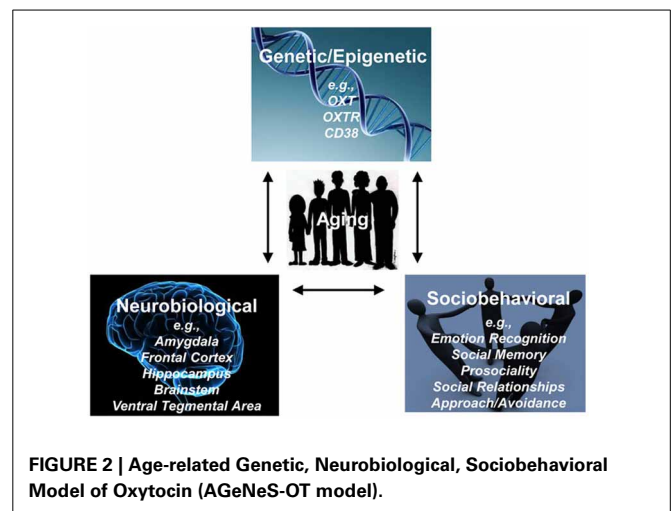 Genetic/Epigenetic
e.g.,
OXT
OXTR
CD38
Aging
Neurobiological
e.g.,
Amygdala
Frontal Cortex
Hippocampus
Brainstem
Ventral Tegmental Area
Sociobehavioral
e.g.,
Emotion Recognition
Social Memory
Prosociality
Social Relationships
Approach/Avoidance
FIGURE 2 | Age-related Genetic, Neurobiological, Sociobehavioral
Model of Oxytocin (AGeNeS-OT model).